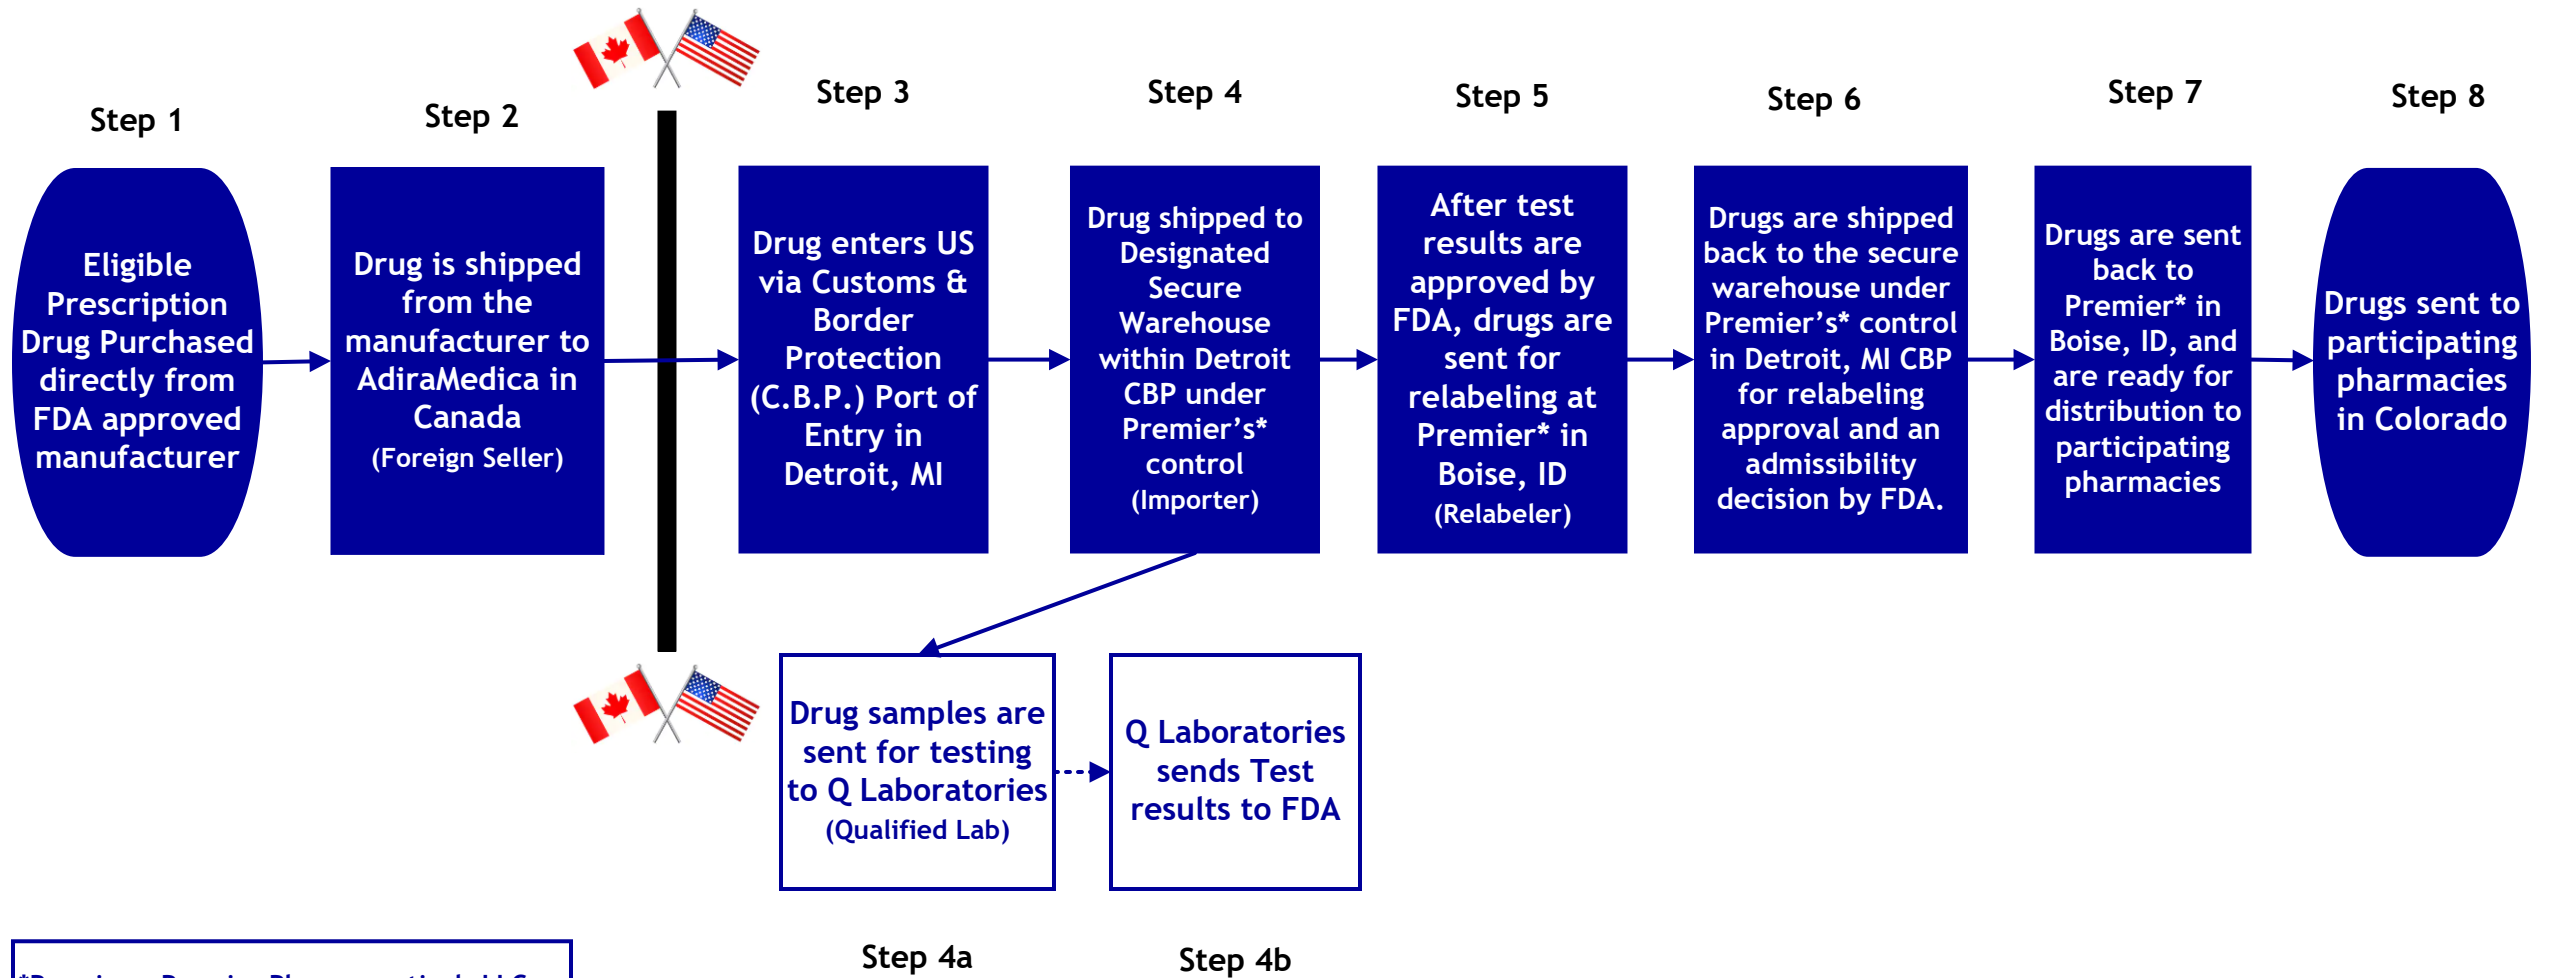 Step 1
Step 2
Step 3
Step 4
Step 5
Step 6
Step 7
Step 8
Eligible
Prescription
Drug Purchased
directly from
FDA approved
manufacturer
Drug is shipped
from the
manufacturer to
AdiraMedica in
Canada
(Foreign Seller)
Drug enters US
via Customs &
Border
Protection
(C.B.P.) Port of
Entry in
Detroit, MI
Drug shipped to
Designated
Secure
Warehouse
within Detroit
CBP under
Premier’s*
control
(Importer)
After test
results are
approved by
FDA, drugs are
sent for
relabeling at
Premier* in
Boise, ID
(Relabeler)
Drugs are shipped
back to the secure
warehouse under
Premier’s* control
in Detroit, MI CBP
for relabeling
approval and an
admissibility
decision by FDA.
Drugs are sent
back to
Premier* in
Boise, ID, and
are ready for
distribution to
participating
pharmacies
Drugs sent to
participating
pharmacies
in Colorado
Drug samples are
sent for testing
to Q Laboratories
(Qualified Lab)
Q Laboratories
sends Test
results to FDA
Step 4a
Step 4b